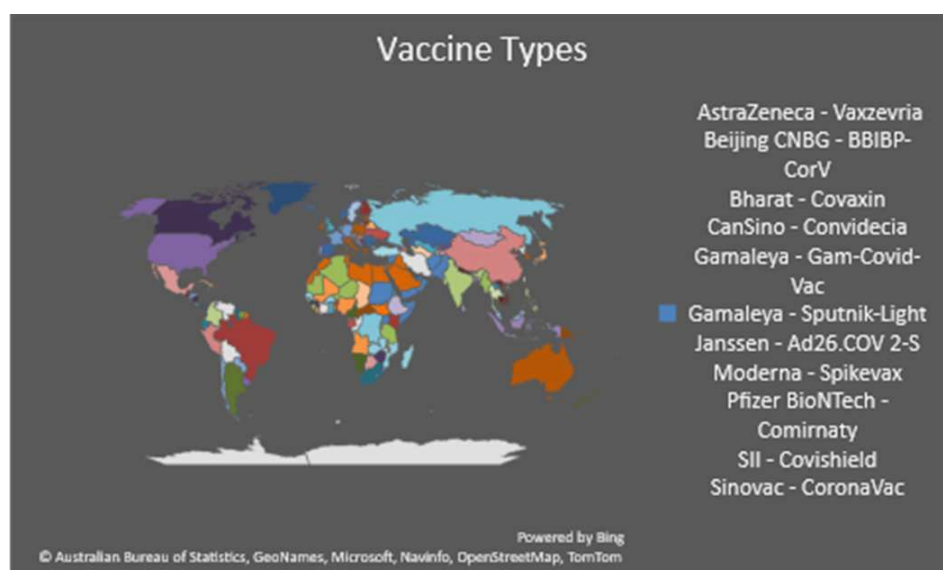 Vaccine Types
AstraZeneca - Vaxzevria
Beijing CNBG - BBIBP-
CorV
Bharat - Covaxin
CanSino - Convidecia
Gamaleya - Gam-Covid-
Vac
Gamaleya - Sputnik-Light
Janssen - Ad26.COV 2-S
Moderna - Spikevax
Pfizer BioNTech -
Comirnaty
SII - Covishield
Sinovac - CoronaVac
Powered by Bing
© Australian Bureau of Statistics, GeoNames, Microsoft, Navinfo, OpenStreetMap, TomTom